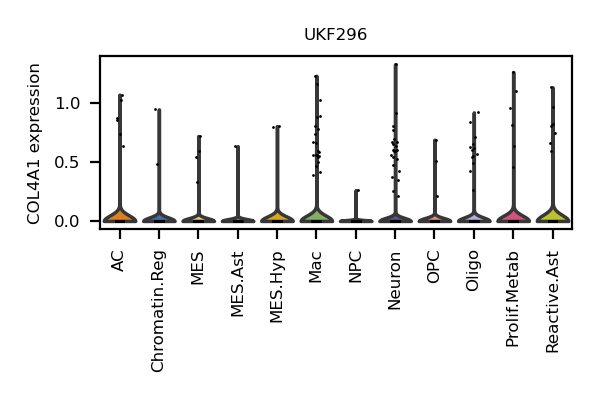 UKF296
COL4A1 expression
1.0
0.5
0.0
AC
Chromatin.Reg
MES
MES.Ast
MES.Hyp
Mac
NPC
Neuron
OPC
Oligo
Prolif.Metab
Reactive.Ast